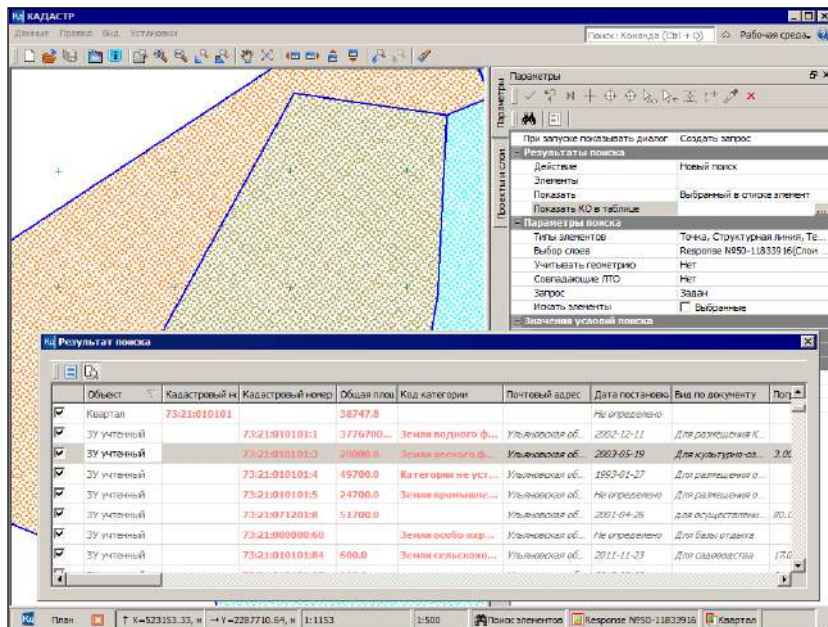 КАДАСТР
Данные Правка Вид Установки
Поиск: Команда (Ctrl + Q)
Рабочая среда
Параметры
Параметры
Проекты и слои
При запуске показывать диалог Создать запрос
Результаты поиска
Действие Новый поиск
Элементы
Показать Выбранный в списке элемент
Показать КО в таблице ...
Параметры поиска
Типы элементов Точка, Структурная линия, Те...
Выбор слоев Response №50-11833916(Слои ...
Учитывать геометрию Нет
Совпадающие ПТО Нет
Запрос Задан
Искать элементы Выбранные
Значения условий поиска
Результат поиска
Объект Кадастровый но Кадастровый номер Общая площ Код категории Почтовый адрес Дата постановко Вид по документу
Квартал 73:21:010101 38747.8 Не определено
ЗУ учтенный 73:21:010101:1 3776700... Земли водного ф... Ульяновская об... 2002-12-11 Для размещения К...
ЗУ учтенный 73:21:010101:3 20000.0 Земли лесного ф... Ульяновская об... 2003-05-19 Для культурно-оз...
ЗУ учтенный 73:21:010101:4 49700.0 Категория не уст... Ульяновская об... 1993-01-27 Для размещения о...
ЗУ учтенный 73:21:010101:5 24700.0 Земли промышле... Ульяновская об... Не определено Для размещения о...
ЗУ учтенный 73:21:071201:8 51700.0 Ульяновская об... 2001-04-26 для осуществлени...
ЗУ учтенный 73:21:000000:60 Земли особо охр... Ульяновская об... Не определено Для базы отдыха
ЗУ учтенный 73:21:010101:84 600.0 Земли сельскохо... Ульяновская об... 2011-11-23 Для садоводства
План X=523153.33, м Y=2287710.64, м 1:1153 1:500 Поиск элементов Response №50-11833916 Квартал